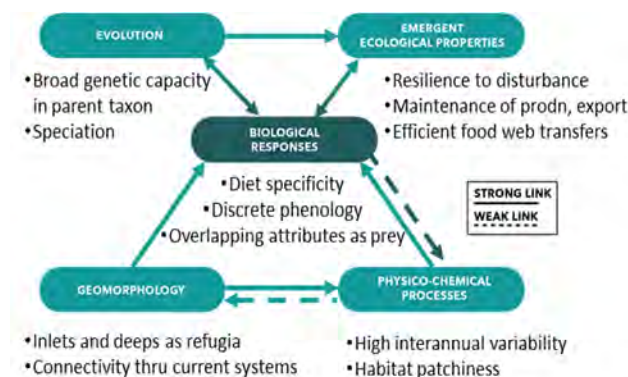 EVOLUTION
EMERGENT
ECOLOGICAL PROPERTIES
•Broad genetic capacity
in parent taxon
•Speciation
•Resilience to disturbance
•Maintenance of prodn, export
•Efficient food web transfers
BIOLOGICAL
RESPONSES
•Diet specificity
•Discrete phenology
•Overlapping attributes as prey
STRONG LINK
WEAK LINK
GEOMORPHOLOGY
PHYSICO-CHEMICAL
PROCESSES
•Inlets and deeps as refugia
•Connectivity thru current systems
•High interannual variability
•Habitat patchiness